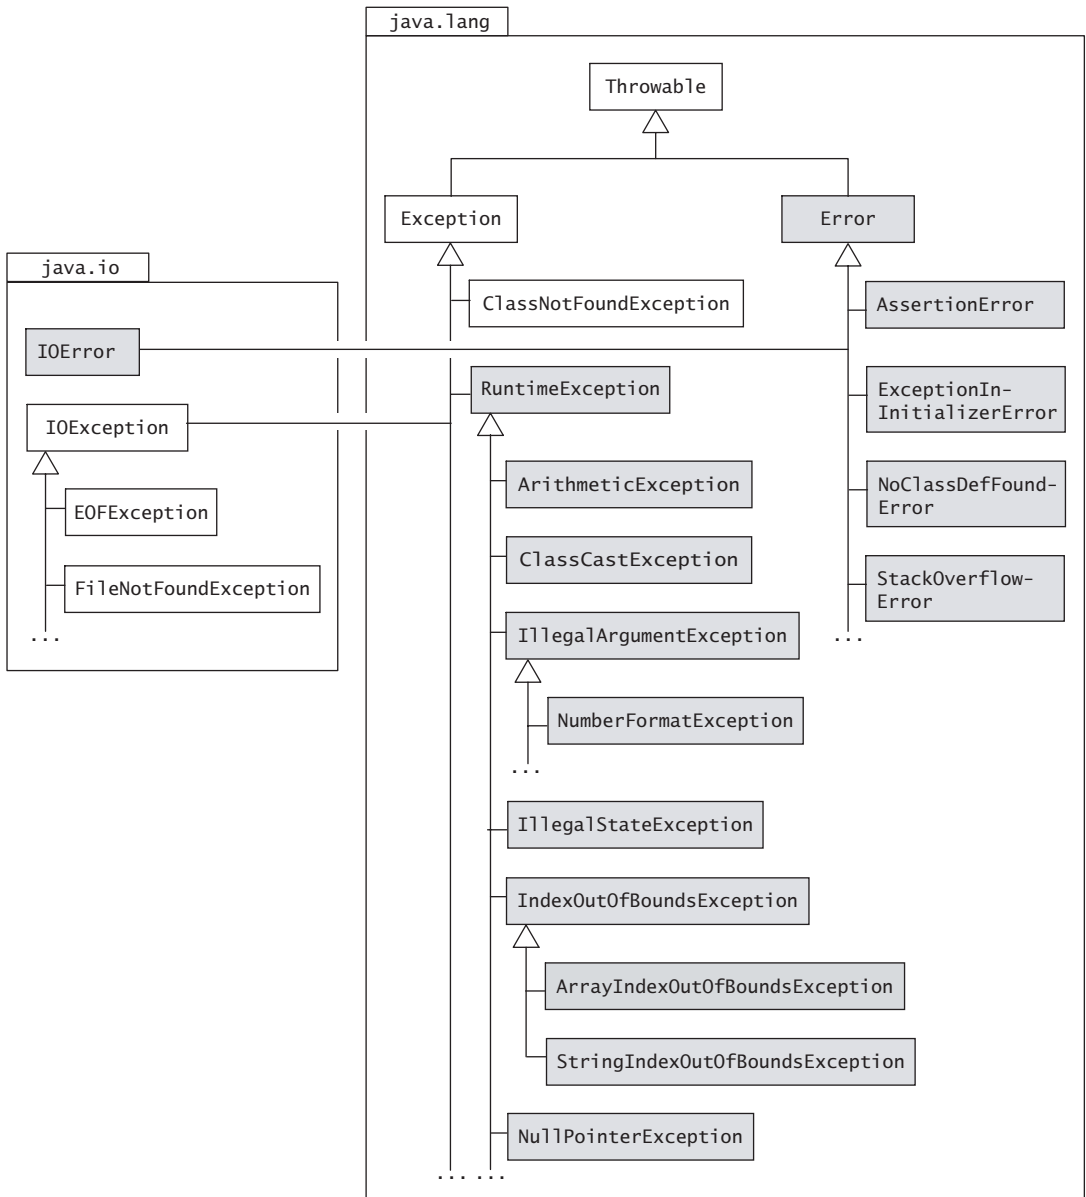 java.lang
Throwable
Exception
Error
java.io
ClassNotFoundException
AssertionError
IOError
RuntimeException
ExceptionIn-
InitializerError
IOException
ArithmeticException
NoClassDefFound-
Error
EOFException
ClassCastException
StackOverflow-
Error
FileNotFoundException
...
IllegalArgumentException
...
NumberFormatException
...
IllegalStateException
IndexOutOfBoundsException
ArrayIndexOutOfBoundsException
StringIndexOutOfBoundsException
NullPointerException
... ...